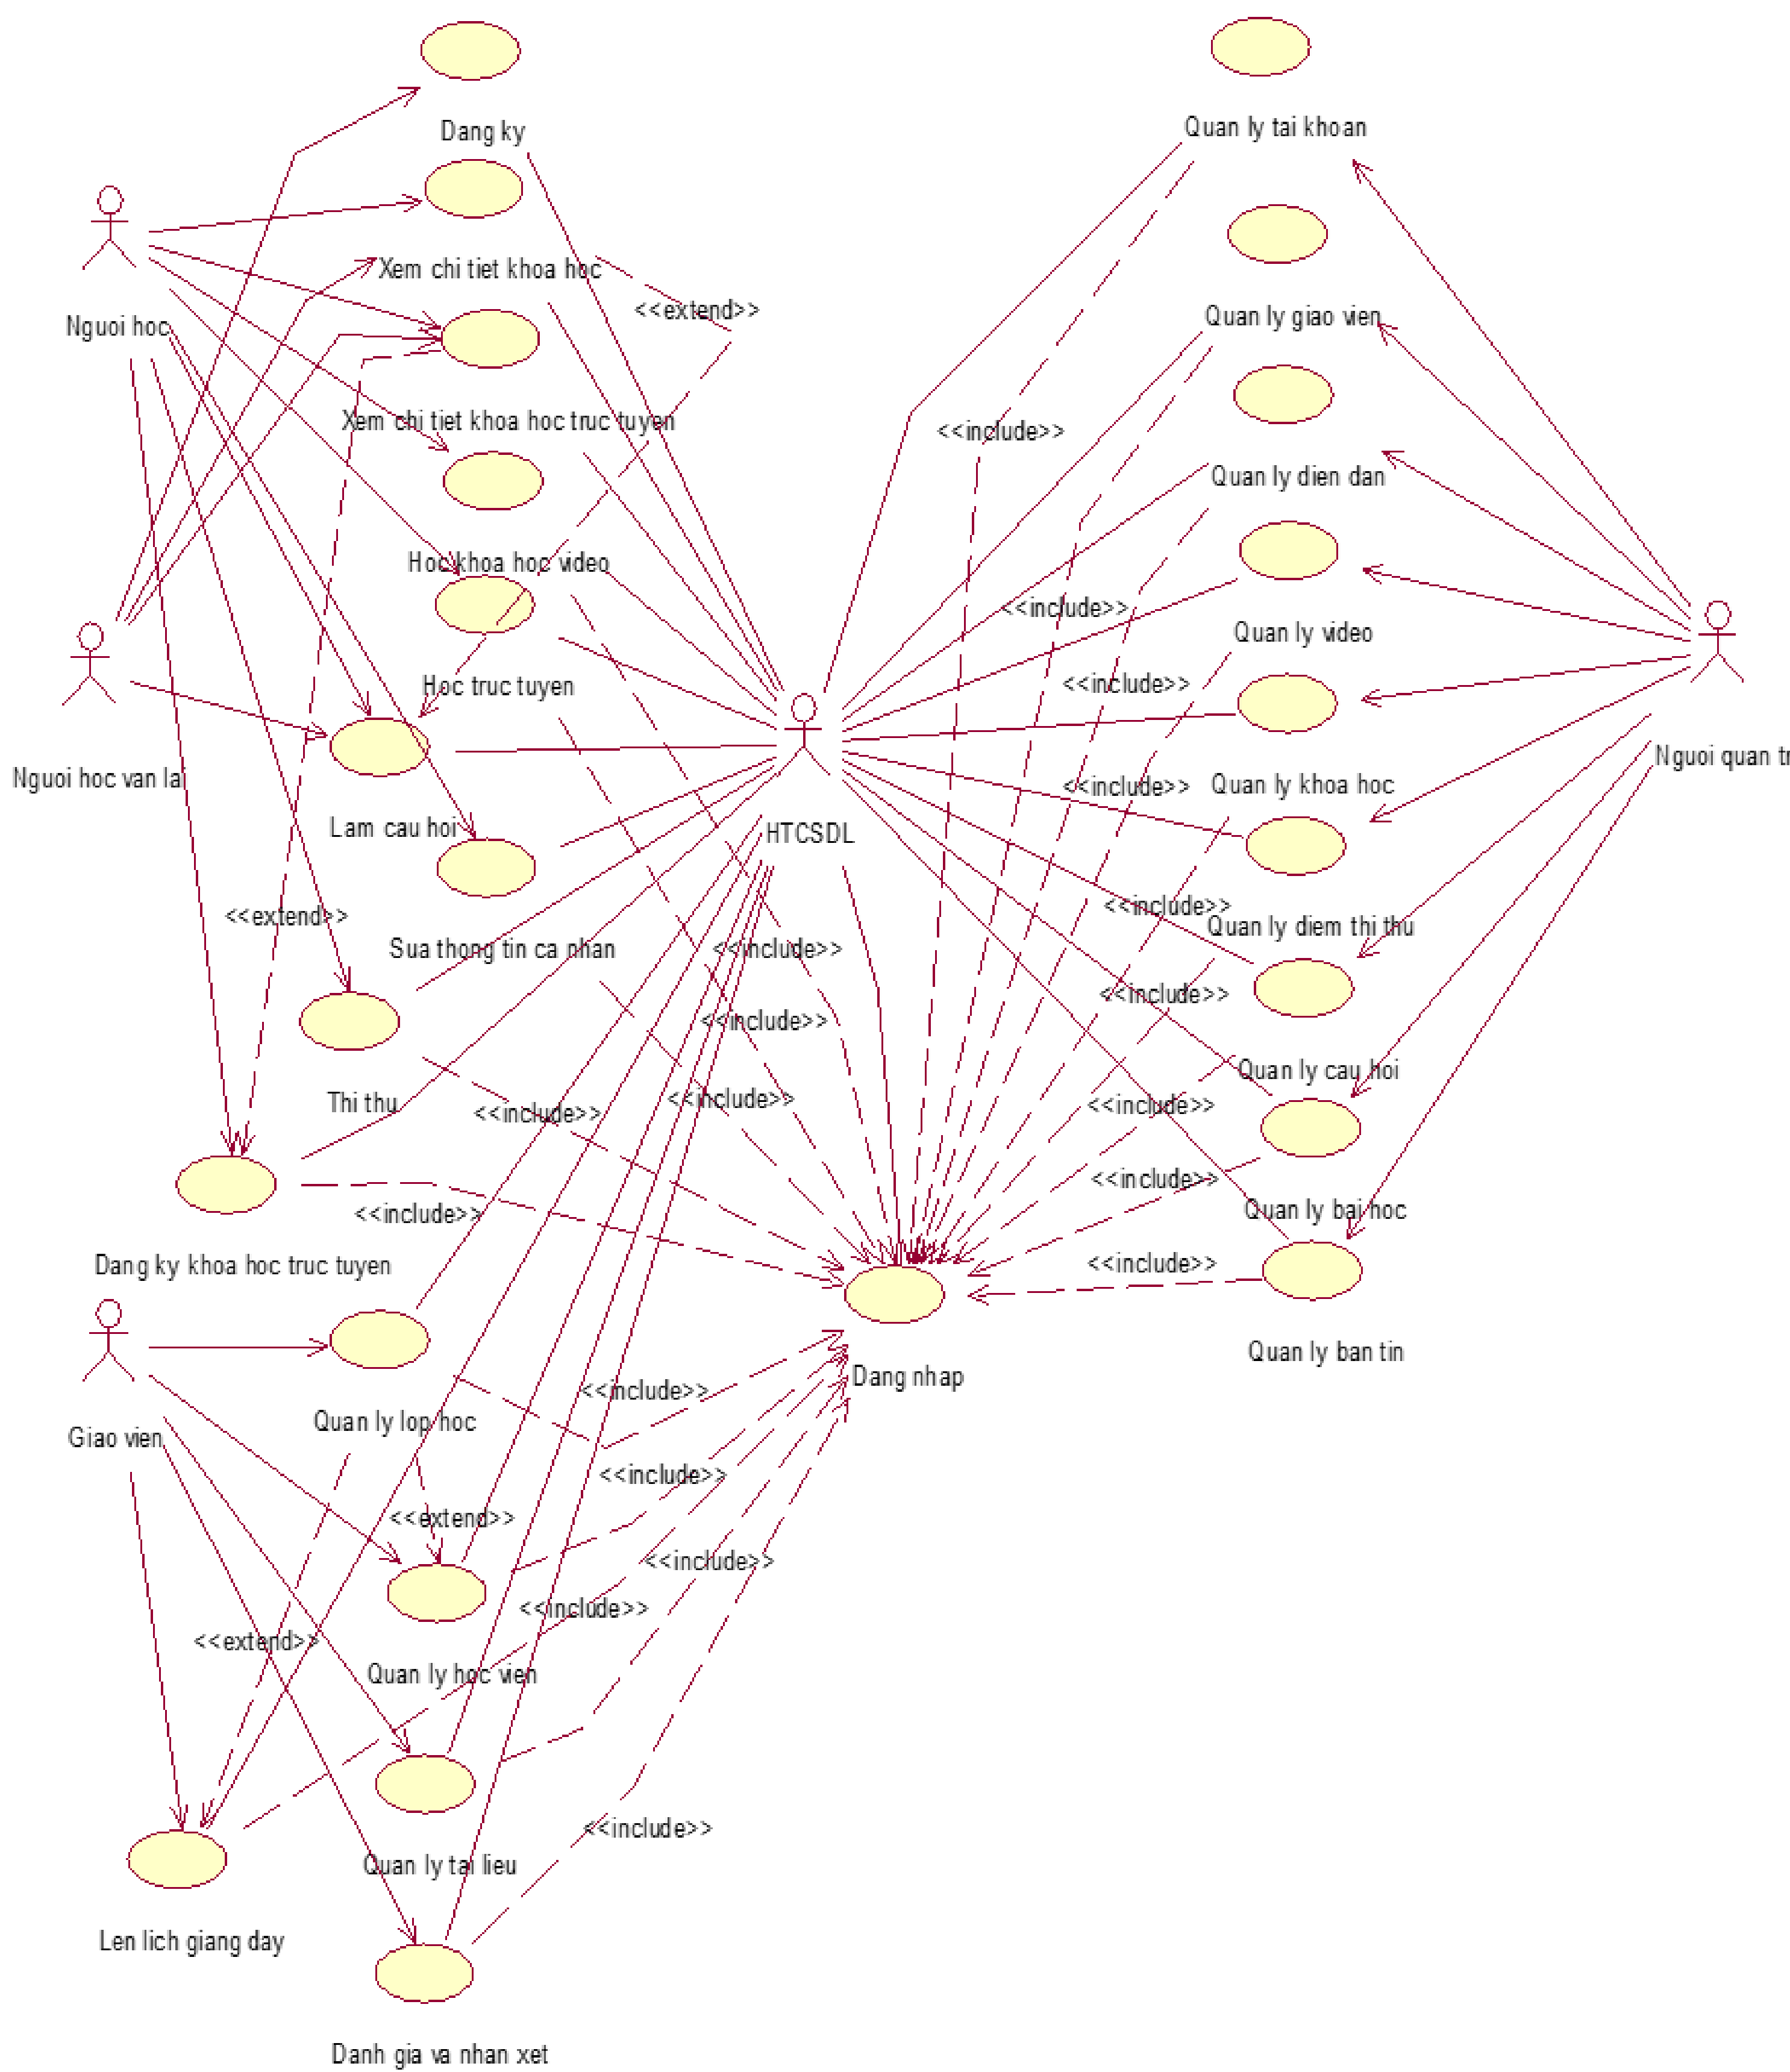 Dang ky
Quan ly tai khoan
Xem chi tiet khoa hoc
<<extend>>
Nguoi hoc
Quan ly giao vien
Xem chi tiet khoa hoc truc tuyen
<<include>>
Quan ly dien dan
Hoc khoa hoc video
<<include>>
Quan ly video
Hoc truc tuyen
<<include>>
Nguoi hoc van lai
Nguoi quan tr
<<include>>
Quan ly khoa hoc
Lam cau hoi
HTCSDL
<<extend>>
<<include>>
Quan ly diem thi thu
Sua thong tin ca nhan
<<include>>
<<include>>
<<include>>
Quan ly cau hoi
Thi thu
<<include>>
<<include>>
<<include>>
<<include>>
<<include>>
Quan ly bai hoc
Dang ky khoa hoc truc tuyen
<<include>>
Quan ly ban tin
Dang nhap
<<include>>
Quan ly lop hoc
Giao vien
<<include>>
<<extend>>
<<include>>
<<include>>
<<extend>>
Quan ly hoc vien
<<include>>
Quan ly tai lieu
Len lich giang day
Danh gia va nhan xet